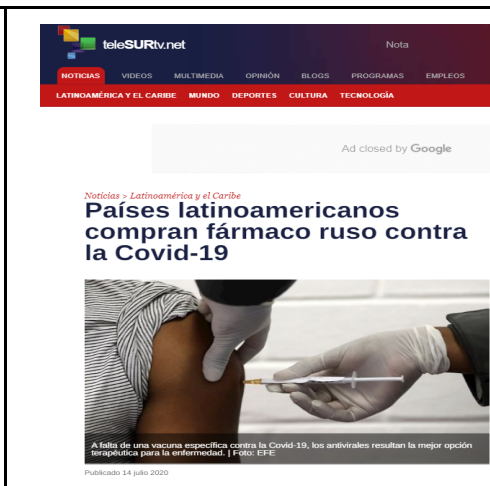 teleSURtv.net
Nota
NOTICIAS VIDEOS MULTIMEDIA OPINIÓN BLOGS PROGRAMAS EMPLEOS
LATINOAMÉRICA Y EL CARIBE MUNDO DEPORTES CULTURA TECNOLOGÍA
Ad closed by Google
Noticias > Latinoamérica y el Caribe
Países latinoamericanos
compran fármaco ruso contra
la Covid-19
A falta de una vacuna específica contra la Covid-19, los antivirales resultan la mejor opción
terapéutica para la enfermedad. | Foto: EFE
Publicado 14 julio 2020